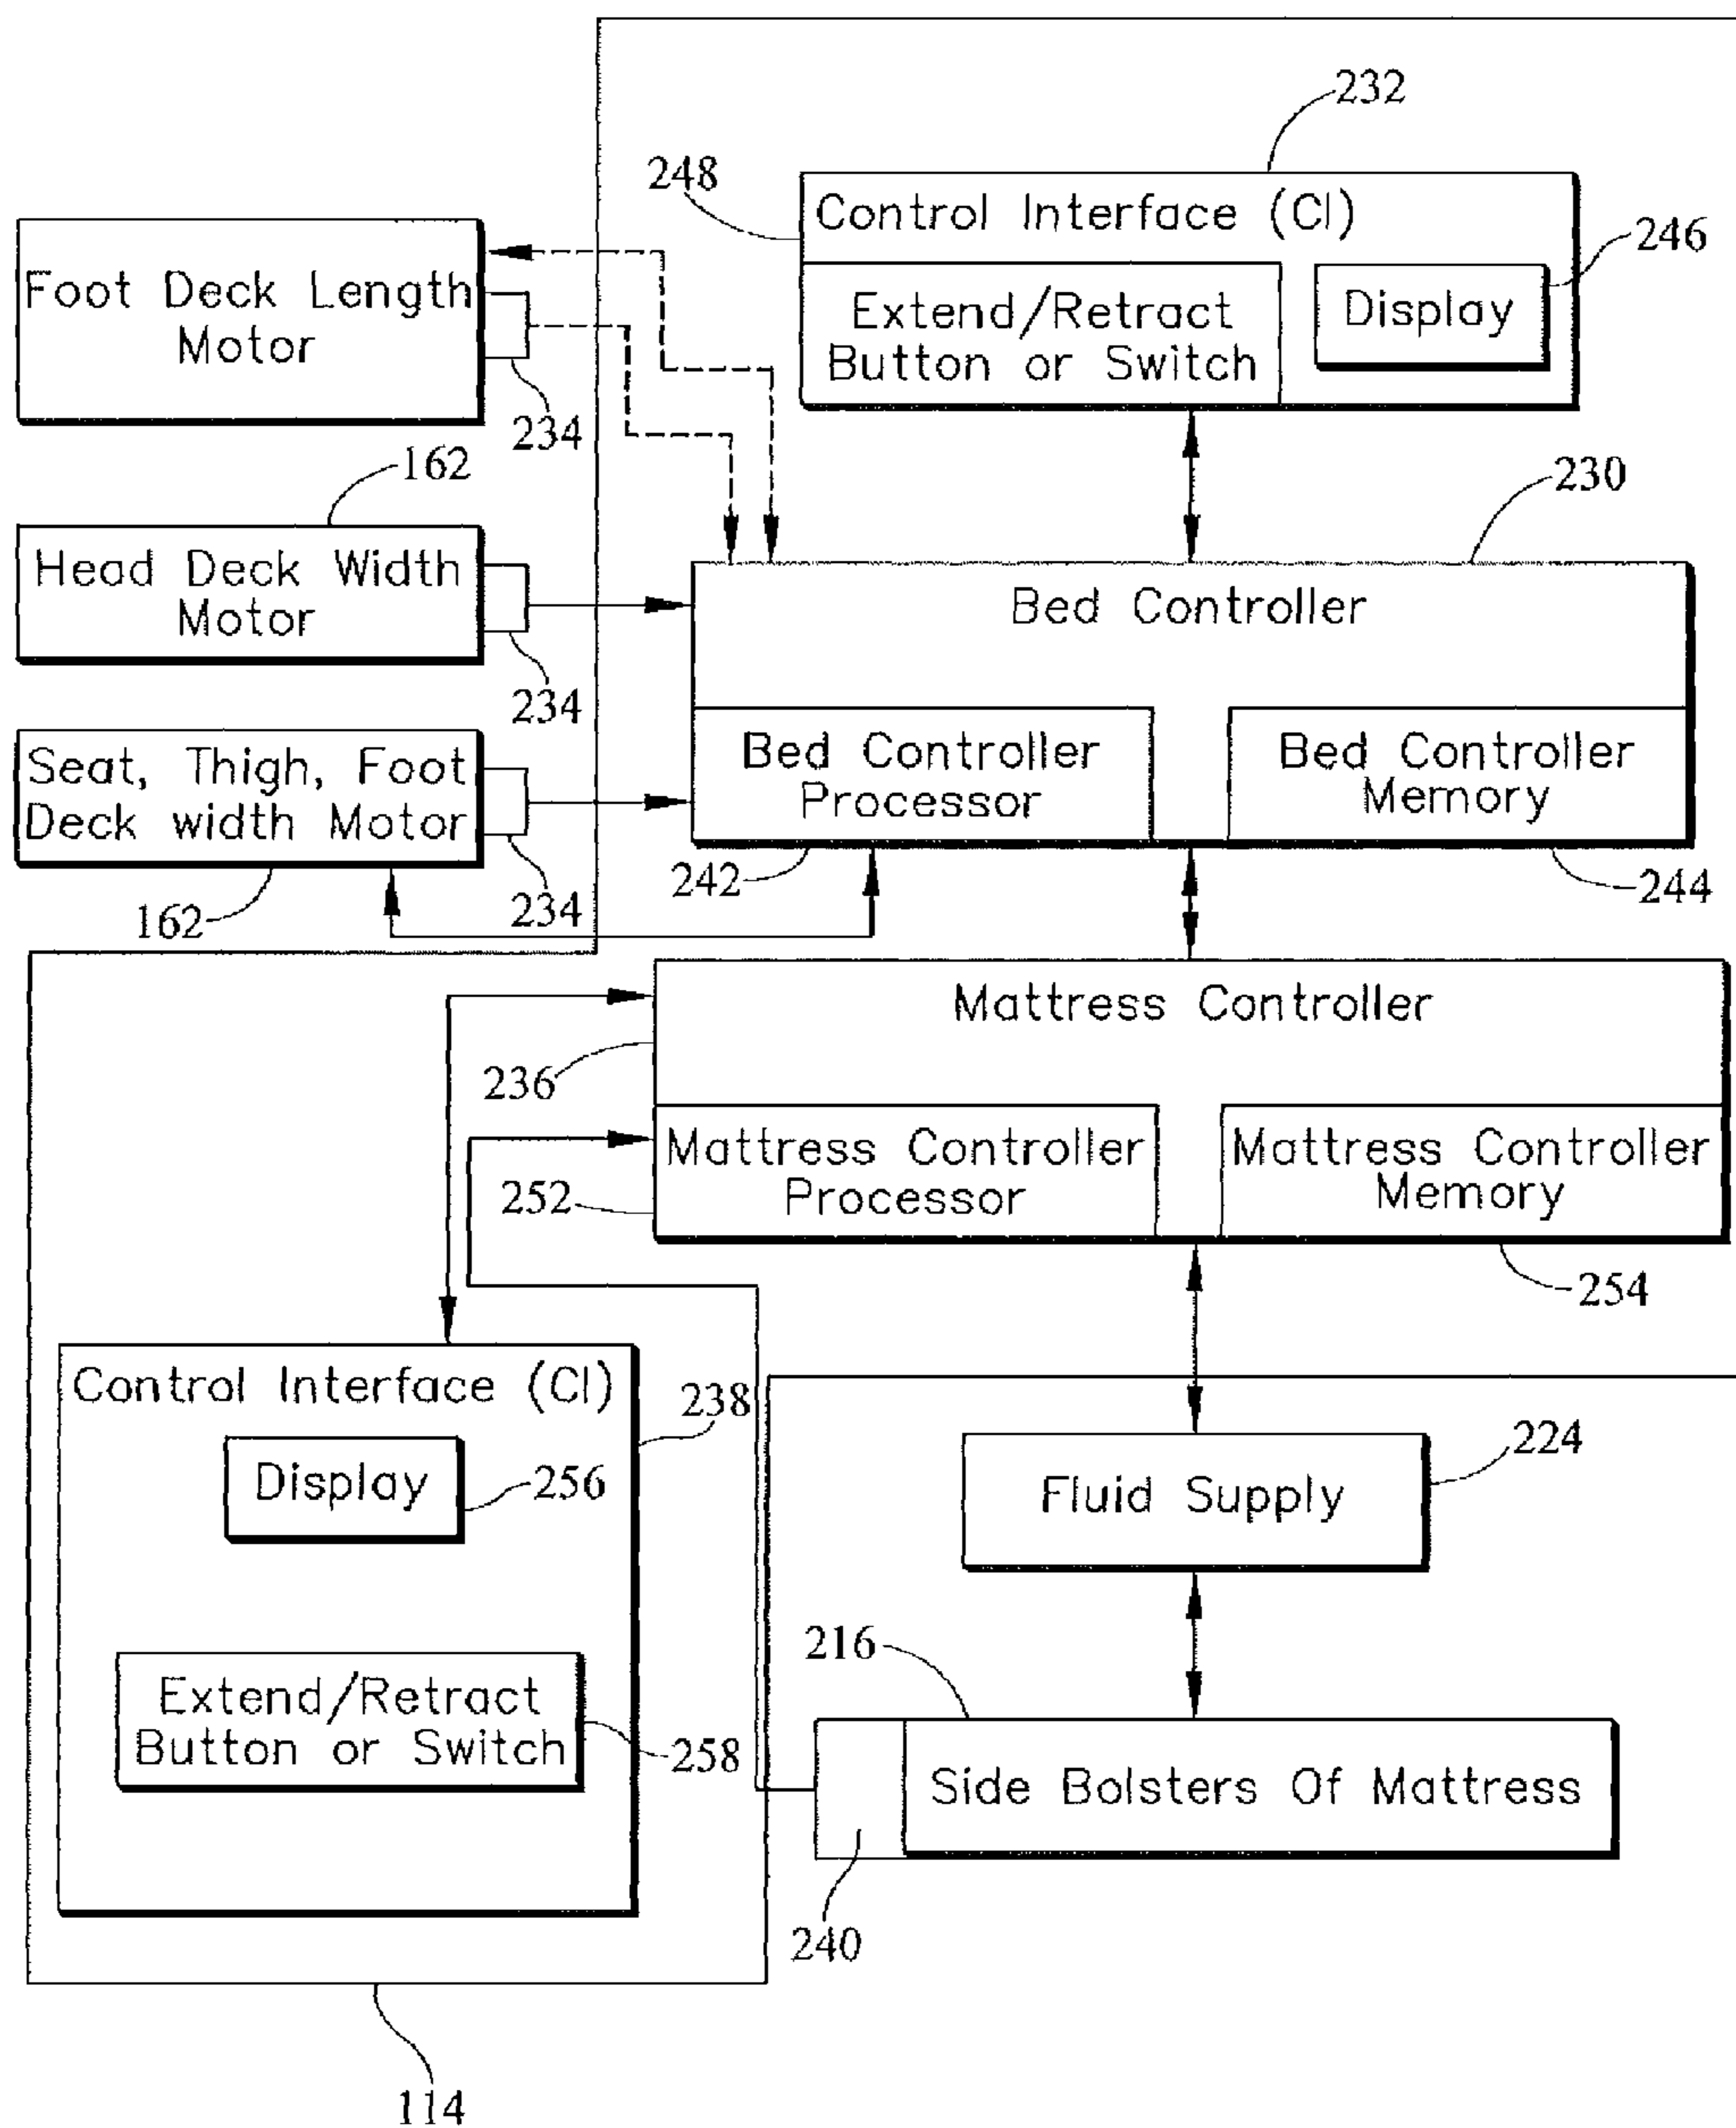 232
248
Control Interface (CI)
246
Extend/Retract
Button or Switch
Display
Foot Deck Length
Motor
234
162
230
Head Deck Width
Motor
234
Bed Controller
Seat, Thigh, Foot
Deck width Motor
234
162
Bed Controller
Processor
Bed Controller
Memory
242
244
Mattress Controller
236
Mattress Controller
Processor
Mattress Controller
Memory
252
254
Control Interface (CI)
238
Display
256
Fluid Supply
224
Extend/Retract
Button or Switch
258
216
Side Bolsters Of Mattress
240
114